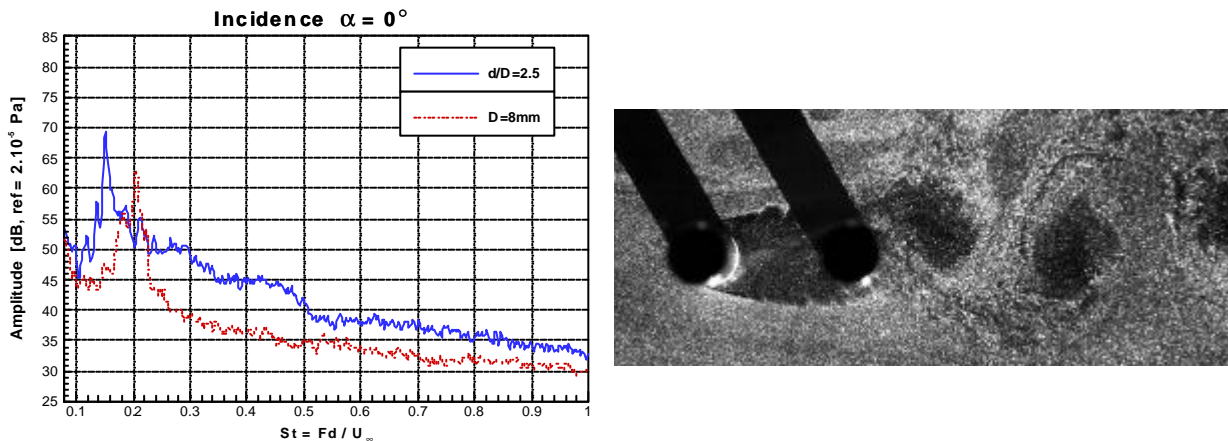 Incidence α = 0°
Amplitude [dB, ref = 2.10⁻⁵ Pa]
85
80
75
70
65
60
55
50
45
40
35
30
25
d/D=2.5
D=8mm
0.1 0.2 0.3 0.4 0.5 0.6 0.7 0.8 0.9 1
St = Fd / U∞